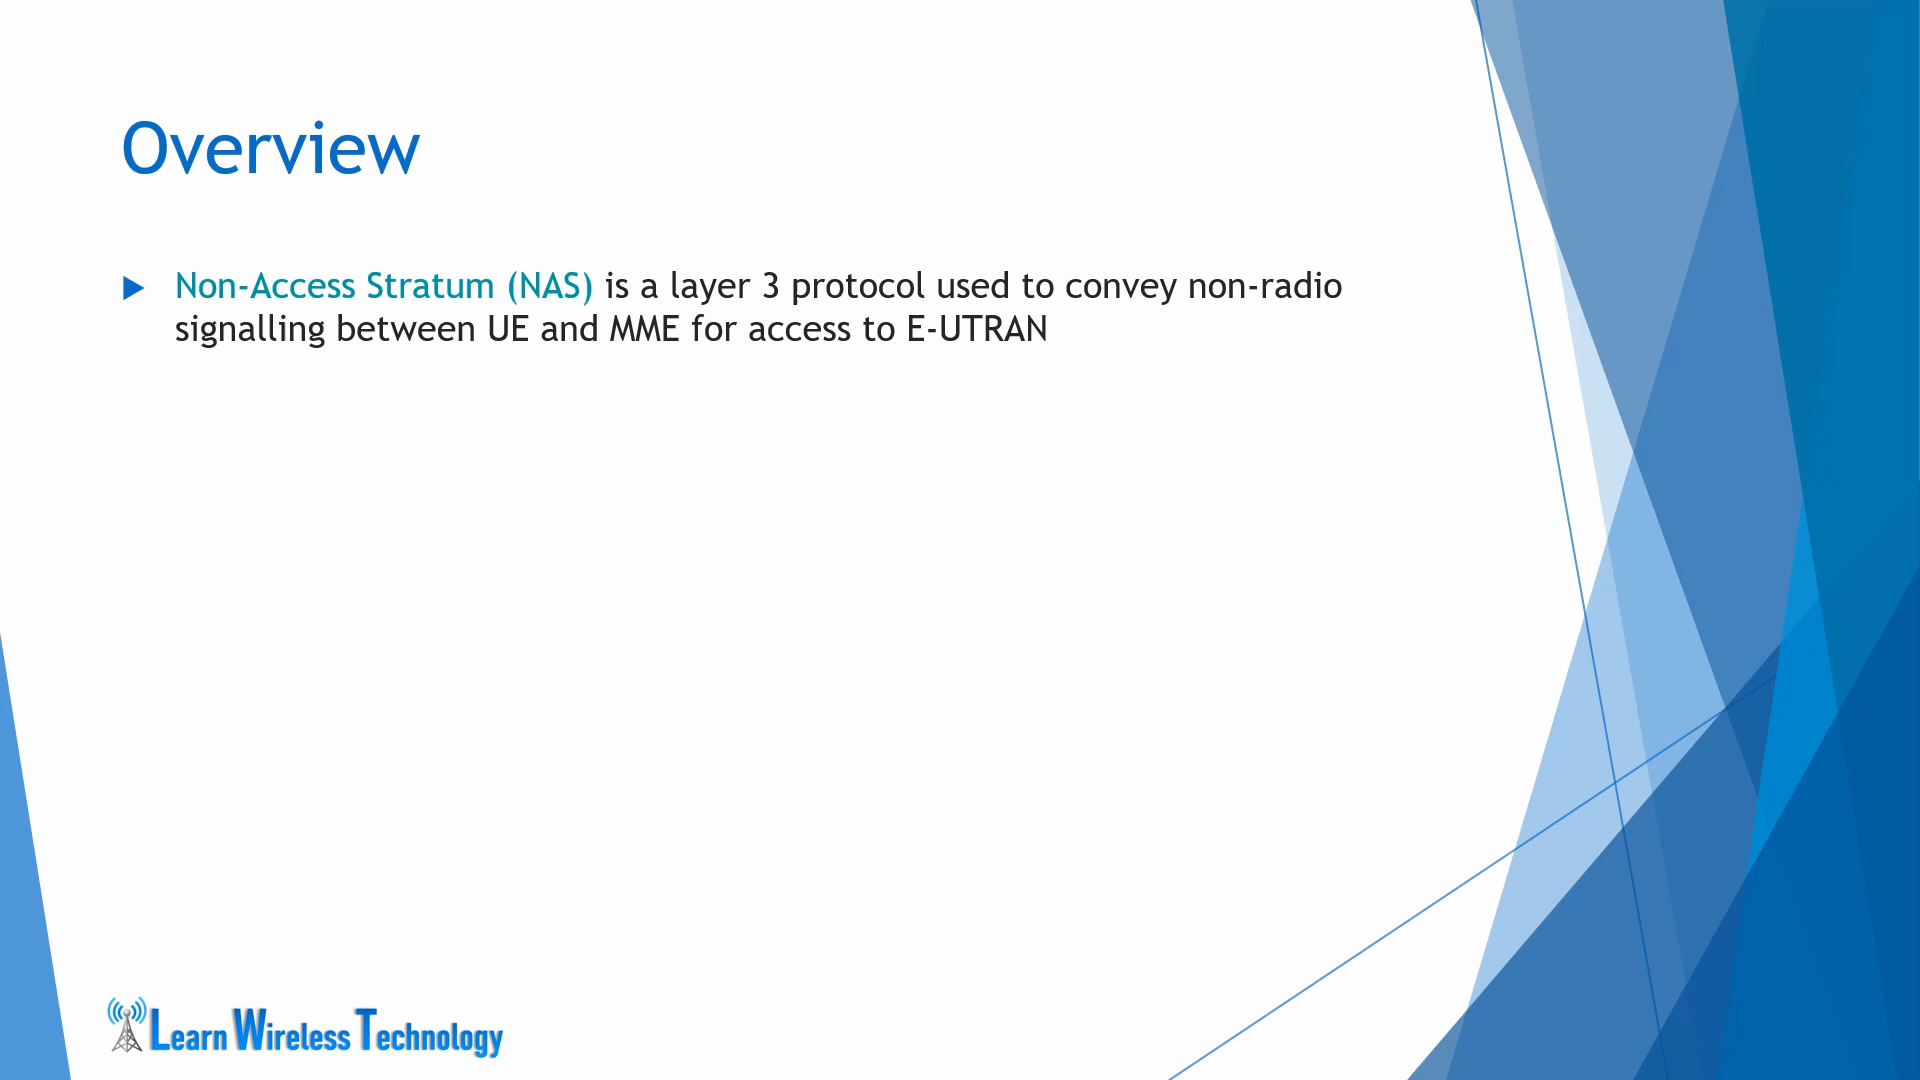 Overview
Non-Access Stratum (NAS) is a layer 3 protocol used to convey non-radio
signalling between UE and MME for access to E-UTRAN
Learn Wireless Technology